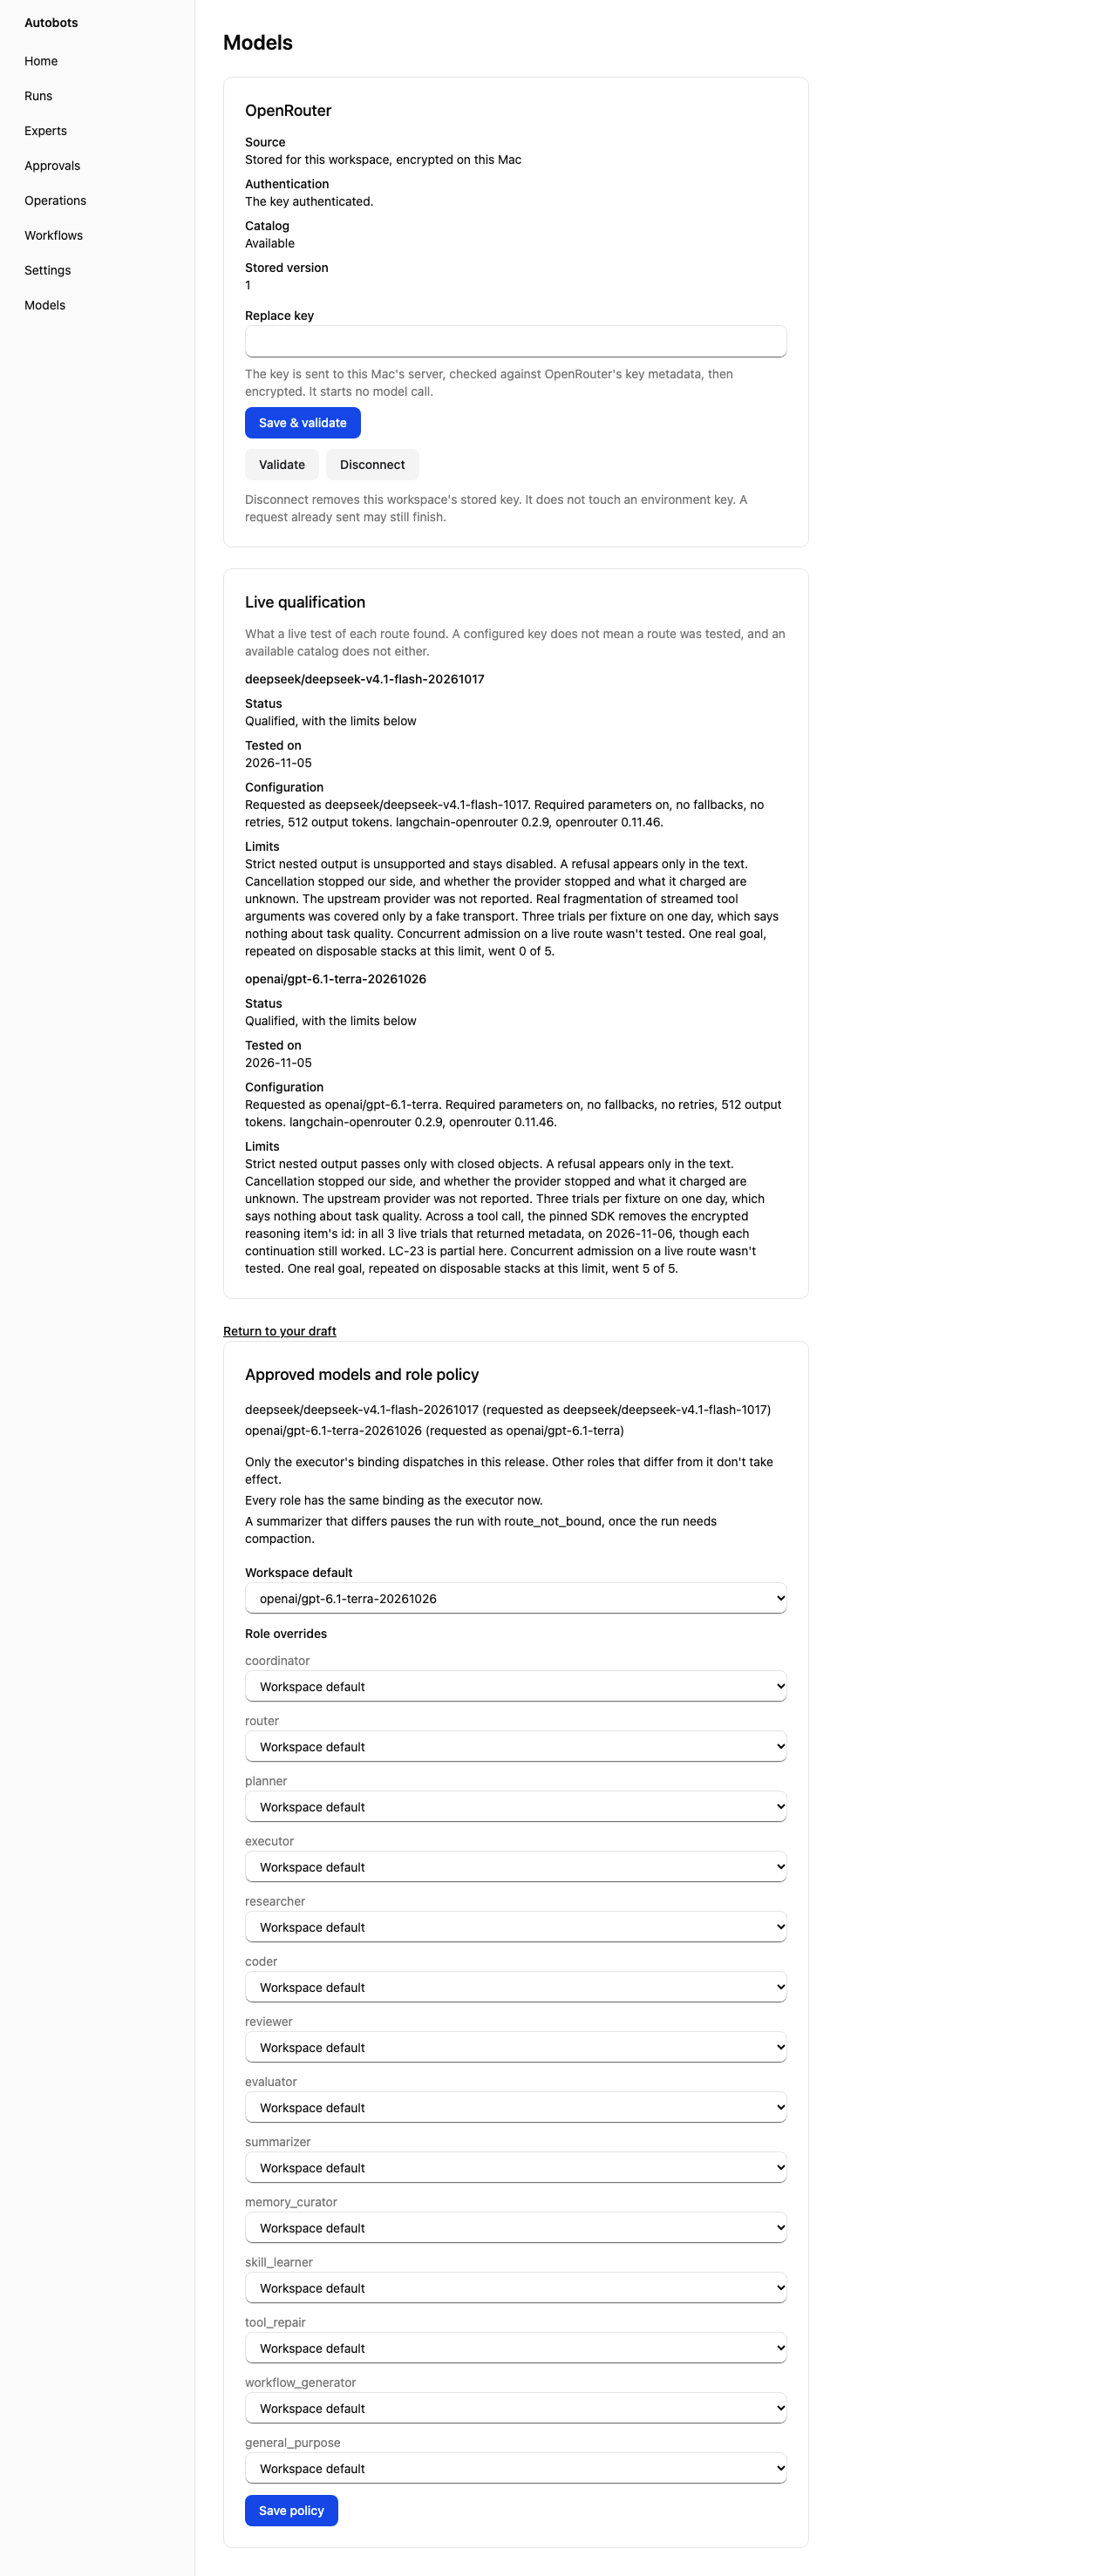 Autobots
Home
Runs
Experts
Approvals
Operations
Workflows
Settings
Models
Models
OpenRouter
Source
Stored for this workspace, encrypted on this Mac
Authentication
The key authenticated.
Catalog
Available
Stored version
1
Replace key
The key is sent to this Mac's server, checked against OpenRouter's key metadata, then
encrypted. It starts no model call.
Save & validate
Validate
Disconnect
Disconnect removes this workspace's stored key. It does not touch an environment key. A
request already sent may still finish.
Live qualification
What a live test of each route found. A configured key does not mean a route was tested, and an
available catalog does not either.
deepseek/deepseek-v4.1-flash-20261017
Status
Qualified, with the limits below
Tested on
2026-11-05
Configuration
Requested as deepseek/deepseek-v4.1-flash-1017. Required parameters on, no fallbacks, no
retries, 512 output tokens. langchain-openrouter 0.2.9, openrouter 0.11.46.
Limits
Strict nested output is unsupported and stays disabled. A refusal appears only in the text.
Cancellation stopped our side, and whether the provider stopped and what it charged are
unknown. The upstream provider was not reported. Real fragmentation of streamed tool
arguments was covered only by a fake transport. Three trials per fixture on one day, which says
nothing about task quality. Concurrent admission on a live route wasn't tested. One real goal,
repeated on disposable stacks at this limit, went 0 of 5.
openai/gpt-6.1-terra-20261026
Status
Qualified, with the limits below
Tested on
2026-11-05
Configuration
Requested as openai/gpt-6.1-terra. Required parameters on, no fallbacks, no retries, 512 output
tokens. langchain-openrouter 0.2.9, openrouter 0.11.46.
Limits
Strict nested output passes only with closed objects. A refusal appears only in the text.
Cancellation stopped our side, and whether the provider stopped and what it charged are
unknown. The upstream provider was not reported. Three trials per fixture on one day, which
says nothing about task quality. Across a tool call, the pinned SDK removes the encrypted
reasoning item's id: in all 3 live trials that returned metadata, on 2026-11-06, though each
continuation still worked. LC-23 is partial here. Concurrent admission on a live route wasn't
tested. One real goal, repeated on disposable stacks at this limit, went 5 of 5.
Return to your draft
Approved models and role policy
deepseek/deepseek-v4.1-flash-20261017 (requested as deepseek/deepseek-v4.1-flash-1017)
openai/gpt-6.1-terra-20261026 (requested as openai/gpt-6.1-terra)
Only the executor's binding dispatches in this release. Other roles that differ from it don't take
effect.
Every role has the same binding as the executor now.
A summarizer that differs pauses the run with route_not_bound, once the run needs
compaction.
Workspace default
openai/gpt-6.1-terra-20261026
Role overrides
coordinator
Workspace default
router
Workspace default
planner
Workspace default
executor
Workspace default
researcher
Workspace default
coder
Workspace default
reviewer
Workspace default
evaluator
Workspace default
summarizer
Workspace default
memory_curator
Workspace default
skill_learner
Workspace default
tool_repair
Workspace default
workflow_generator
Workspace default
general_purpose
Workspace default
Save policy